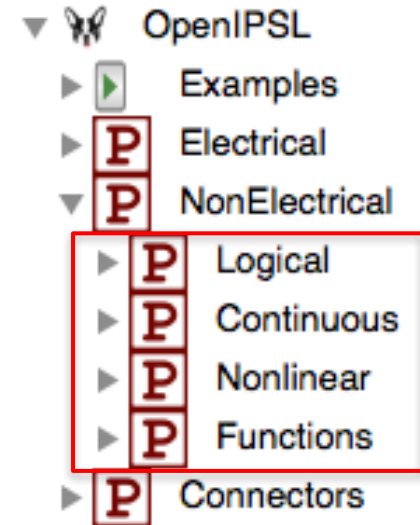 OpenIPSL
Examples
P Electrical
P NonElectrical
P Logical
P Continuous
P Nonlinear
P Functions
P Connectors